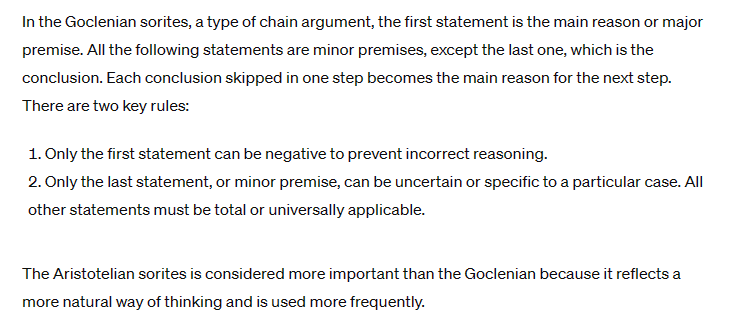 In the Goclenian sorites, a type of chain argument, the first statement is the main reason or major
premise. All the following statements are minor premises, except the last one, which is the
conclusion. Each conclusion skipped in one step becomes the main reason for the next step.
There are two key rules:
1. Only the first statement can be negative to prevent incorrect reasoning.
2. Only the last statement, or minor premise, can be uncertain or specific to a particular case. All
other statements must be total or universally applicable.
The Aristotelian sorites is considered more important than the Goclenian because it reflects a
more natural way of thinking and is used more frequently.